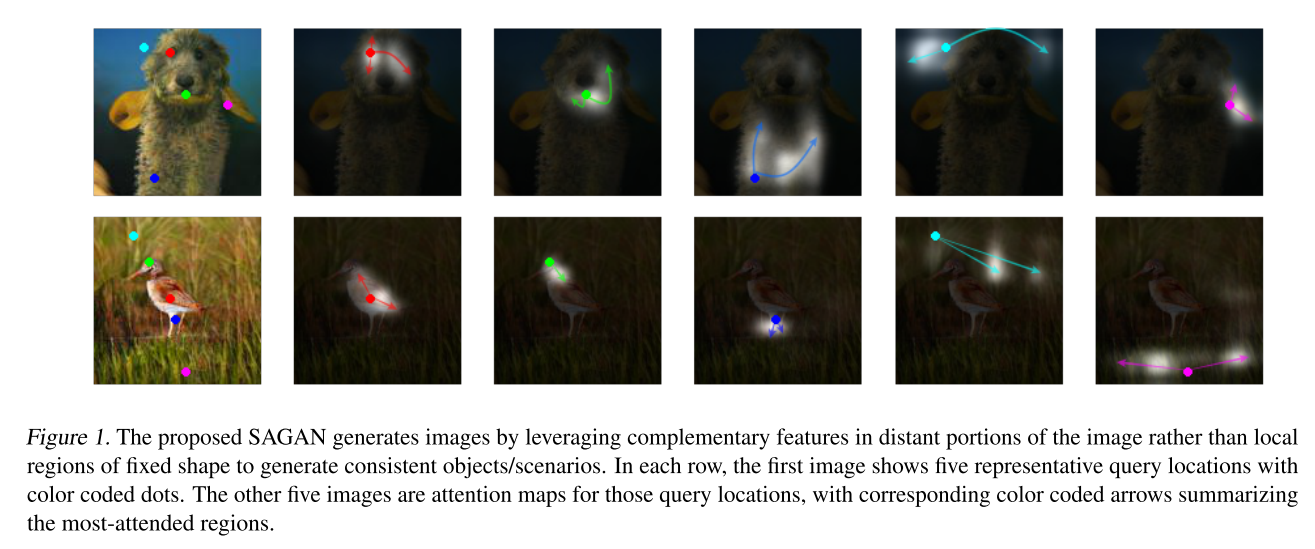 Figure 1. The proposed SAGAN generates images by leveraging complementary features in distant portions of the image rather than local
regions of fixed shape to generate consistent objects/scenarios. In each row, the first image shows five representative query locations with
color coded dots. The other five images are attention maps for those query locations, with corresponding color coded arrows summarizing
the most-attended regions.